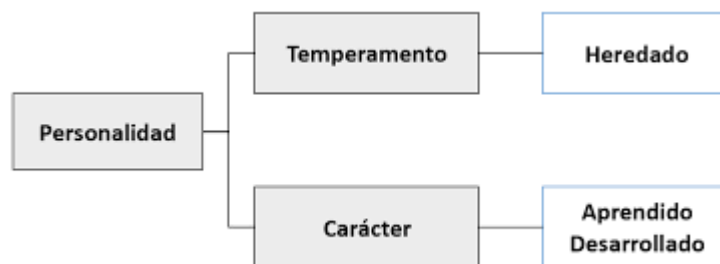 Temperamento
Heredado
Personalidad
Carácter
Aprendido
Desarrollado